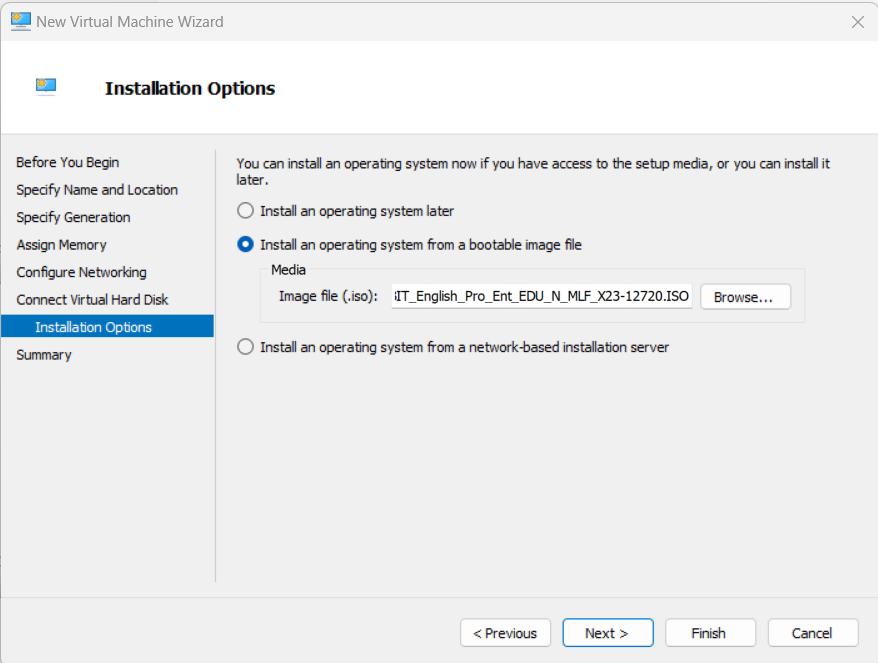 New Virtual Machine Wizard
Installation Options
Before You Begin
Specify Name and Location
Specify Generation
Assign Memory
Configure Networking
Connect Virtual Hard Disk
Installation Options
Summary
You can install an operating system now if you have access to the setup media, or you can install it
later.
Install an operating system later
Install an operating system from a bootable image file
Media
Image file (.iso): IT_English_Pro_Ent_EDU_N_MLF_X23-12720.ISO Browse...
Install an operating system from a network-based installation server
< Previous Next > Finish Cancel